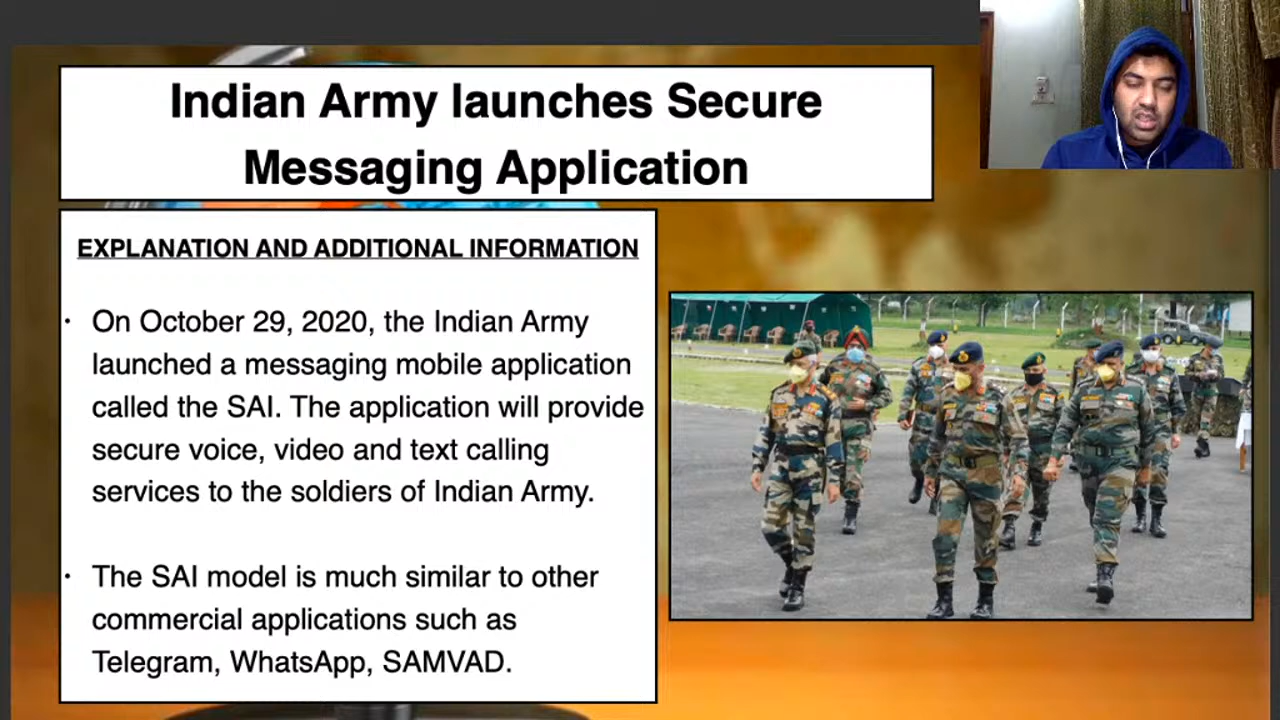 Indian Army launches Secure
Messaging Application
EXPLANATION AND ADDITIONAL INFORMATION
· On October 29, 2020, the Indian Army
launched a messaging mobile application
called the SAI. The application will provide
secure voice, video and text calling
services to the soldiers of Indian Army.
· The SAI model is much similar to other
commercial applications such as
Telegram, WhatsApp, SAMVAD.